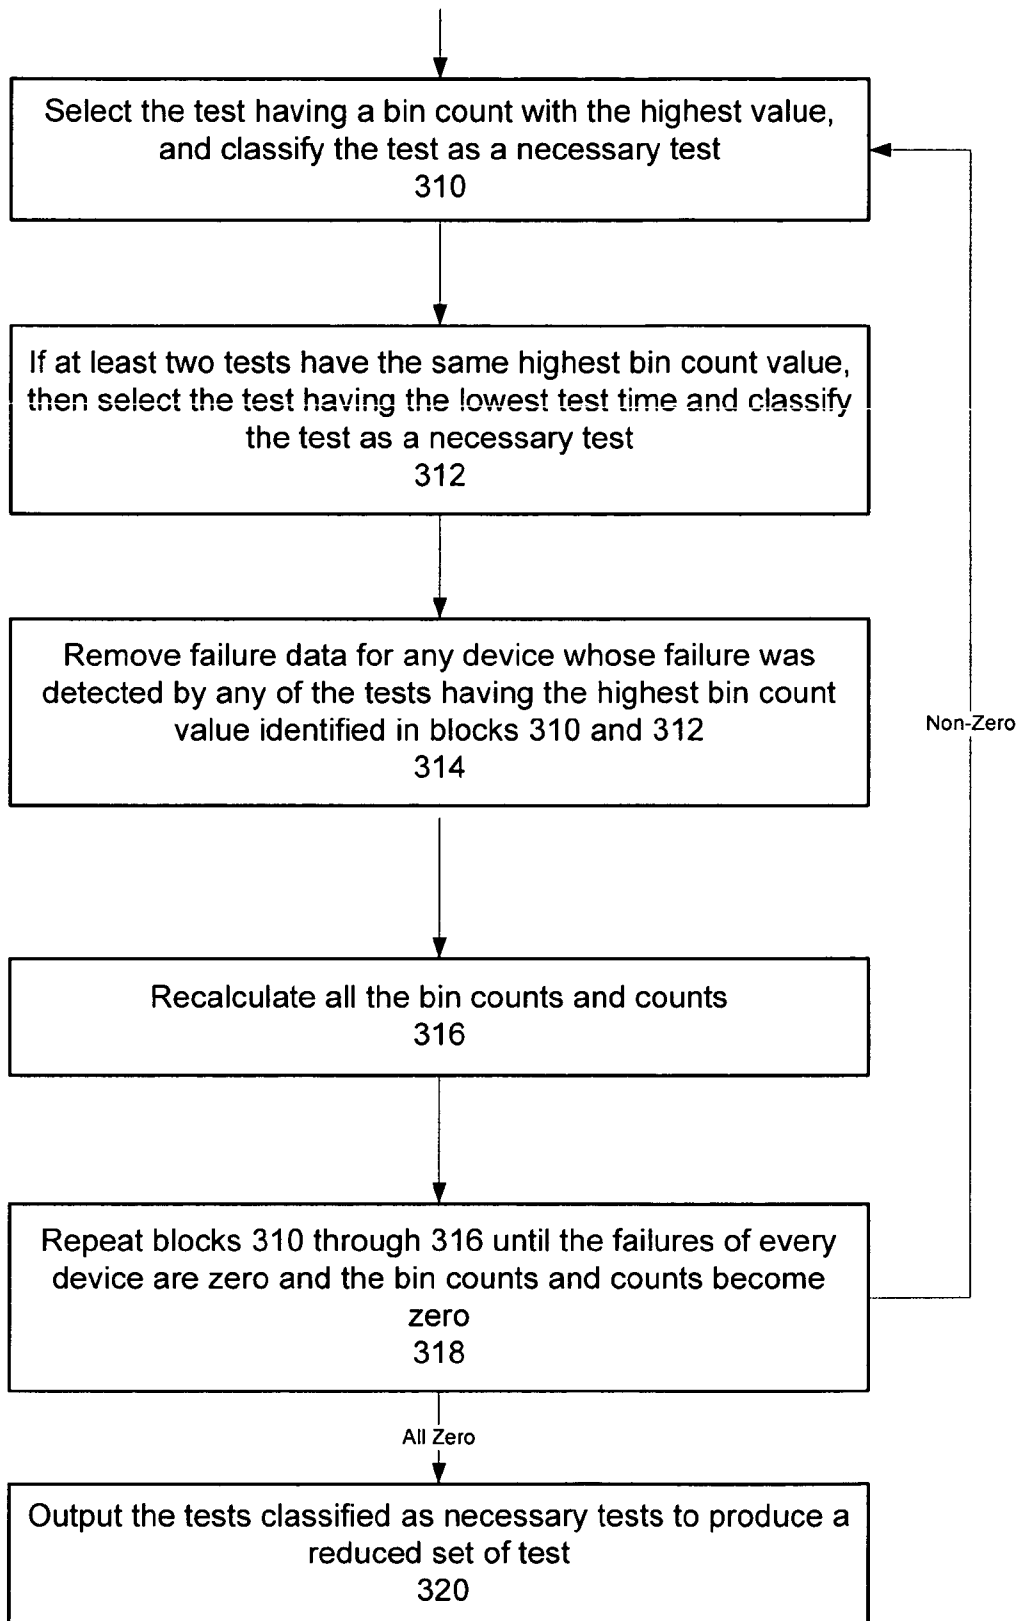 Select the test having a bin count with the highest value,
and classify the test as a necessary test
310
If at least two tests have the same highest bin count value,
then select the test having the lowest test time and classify
the test as a necessary test
312
Remove failure data for any device whose failure was
detected by any of the tests having the highest bin count
value identified in blocks 310 and 312
314
Non-Zero
Recalculate all the bin counts and counts
316
Repeat blocks 310 through 316 until the failures of every
device are zero and the bin counts and counts become
zero
318
All Zero
Output the tests classified as necessary tests to produce a
reduced set of test
320